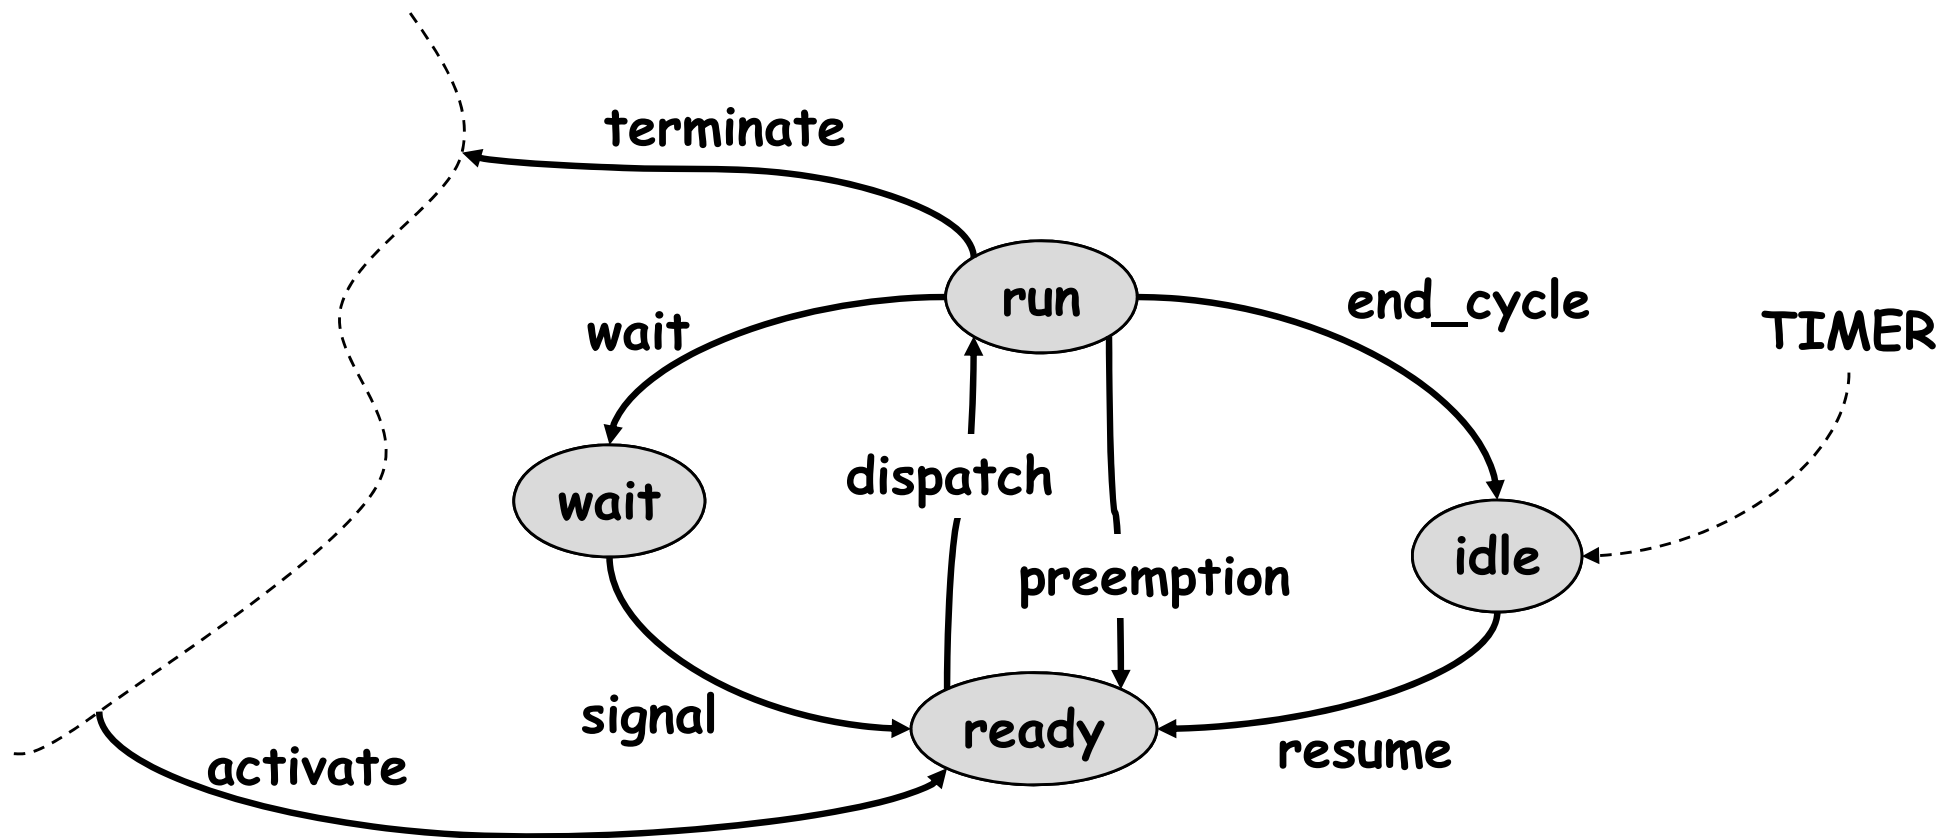 terminate
run
end_cycle
TIMER
wait
dispatch
wait
idle
preemption
signal
ready
resume
activate